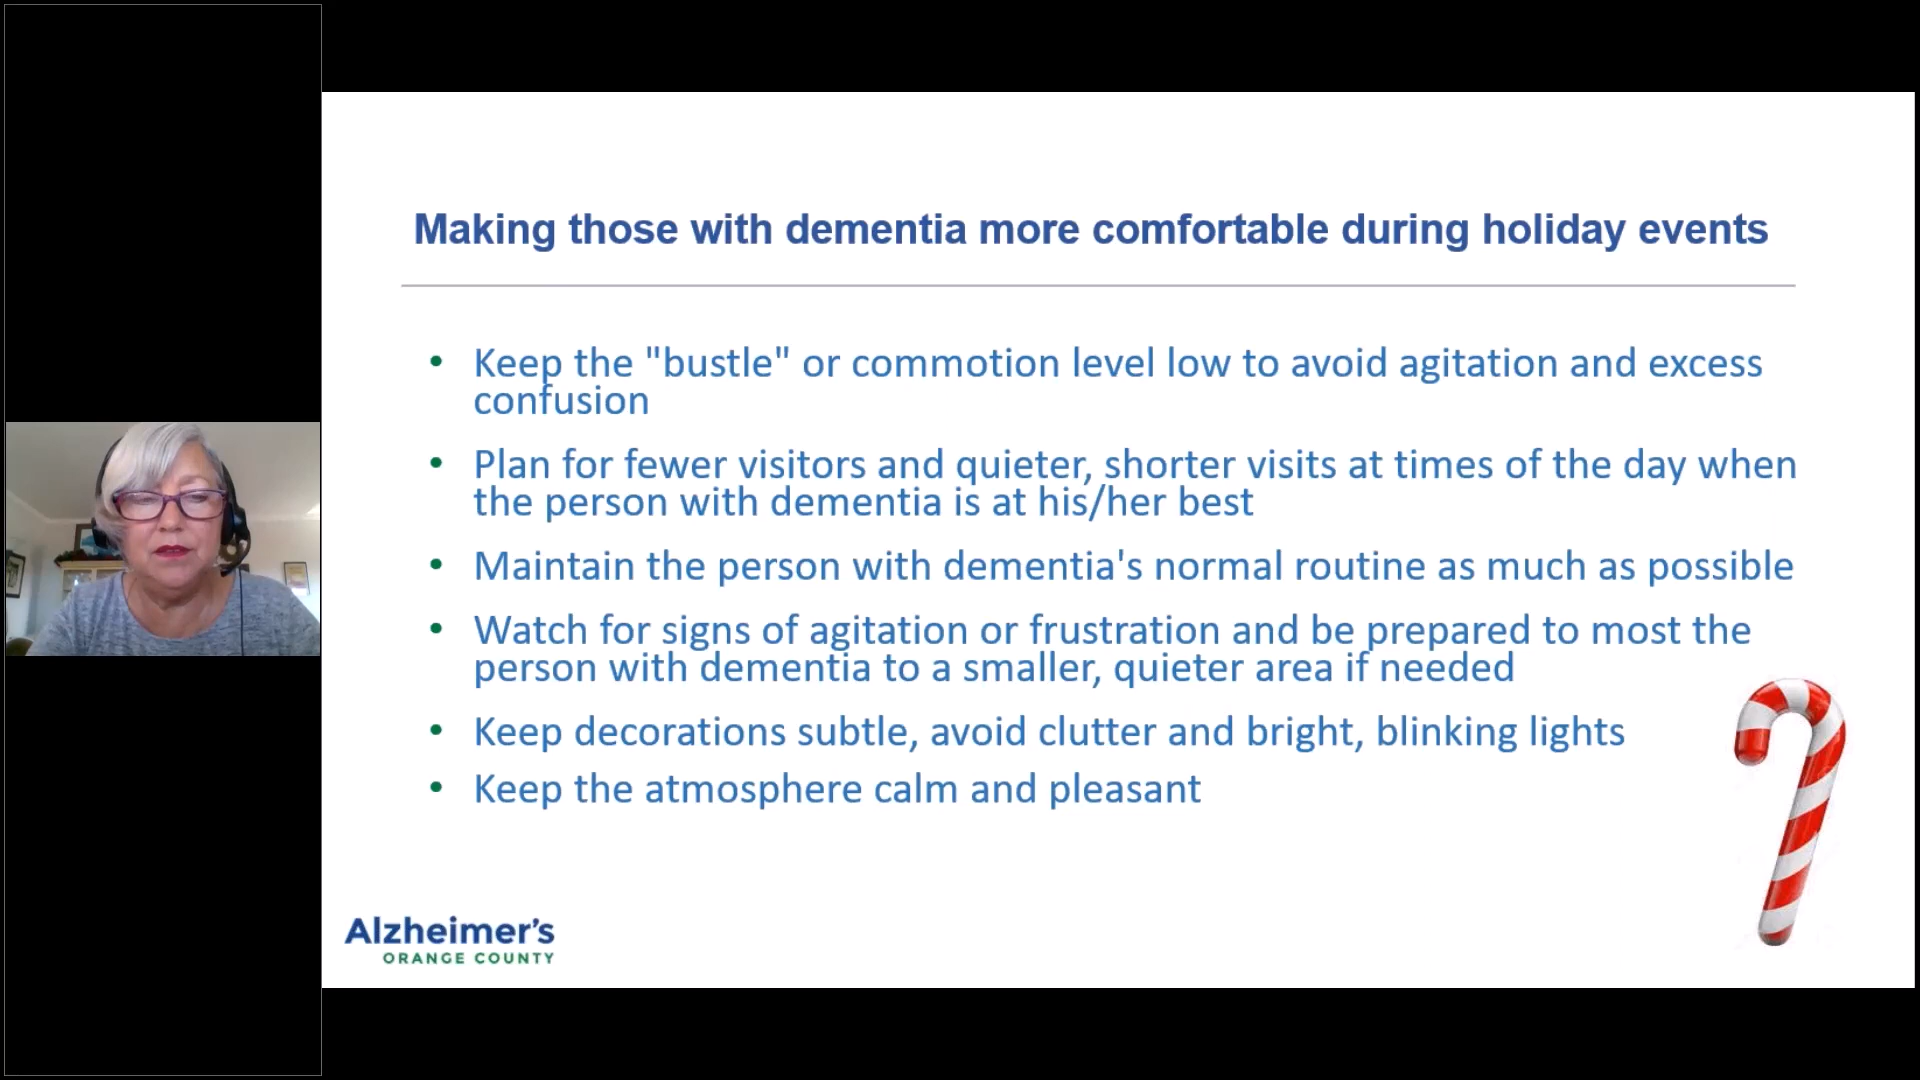 Making those with dementia more comfortable during holiday events
• Keep the "bustle" or commotion level low to avoid agitation and excess
confusion
• Plan for fewer visitors and quieter, shorter visits at times of the day when
the person with dementia is at his/her best
• Maintain the person with dementia's normal routine as much as possible
• Watch for signs of agitation or frustration and be prepared to most the
person with dementia to a smaller, quieter area if needed
• Keep decorations subtle, avoid clutter and bright, blinking lights
• Keep the atmosphere calm and pleasant
Alzheimer's
ORANGE COUNTY